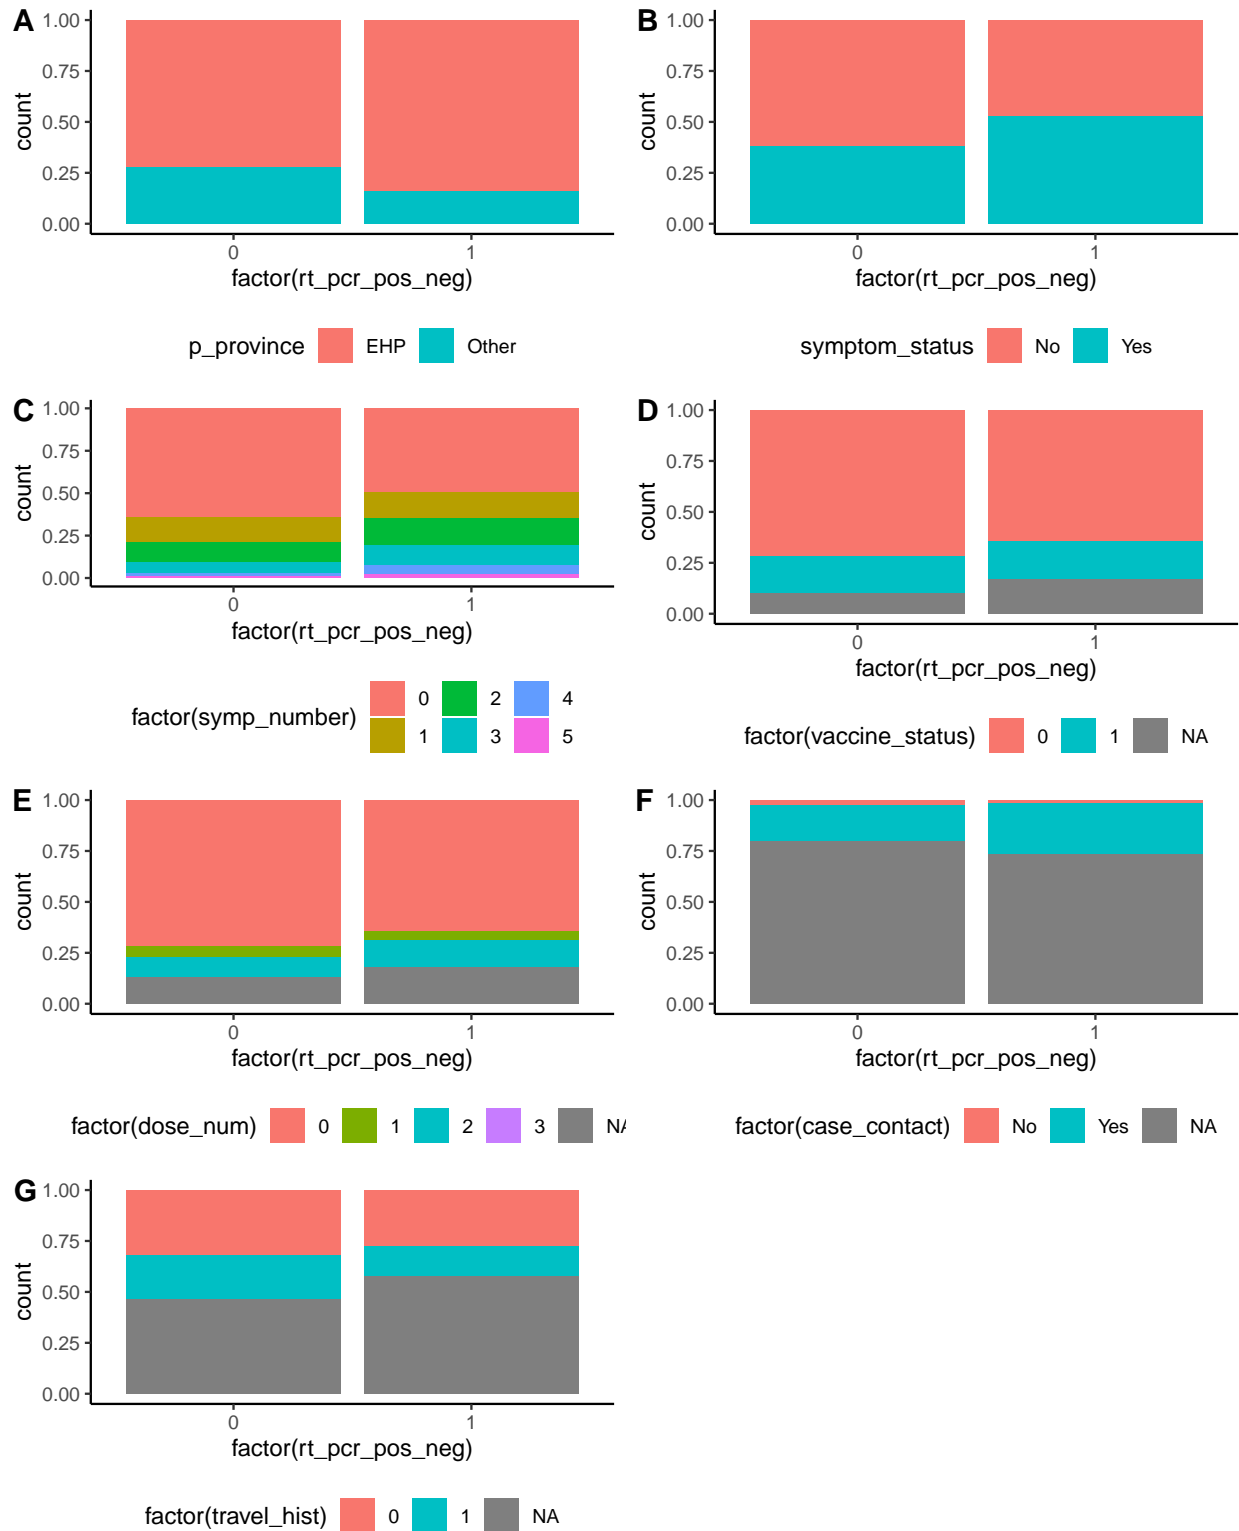 A
1.00
0.75
0.50
0.25
0.00
count
0 1
factor(rt_pcr_pos_neg)
p_province EHP Other
B
1.00
0.75
0.50
0.25
0.00
count
0 1
factor(rt_pcr_pos_neg)
symptom_status No Yes
C
1.00
0.75
0.50
0.25
0.00
count
0 1
factor(rt_pcr_pos_neg)
factor(symp_number)
0 2 4
1 3 5
D
1.00
0.75
0.50
0.25
0.00
count
0 1
factor(rt_pcr_pos_neg)
factor(vaccine_status) 0 1 NA
E
1.00
0.75
0.50
0.25
0.00
count
0 1
factor(rt_pcr_pos_neg)
factor(dose_num) 0 1 2 3 NA
F
1.00
0.75
0.50
0.25
0.00
count
0 1
factor(rt_pcr_pos_neg)
factor(case_contact) No Yes NA
G
1.00
0.75
0.50
0.25
0.00
count
0 1
factor(rt_pcr_pos_neg)
factor(travel_hist) 0 1 NA